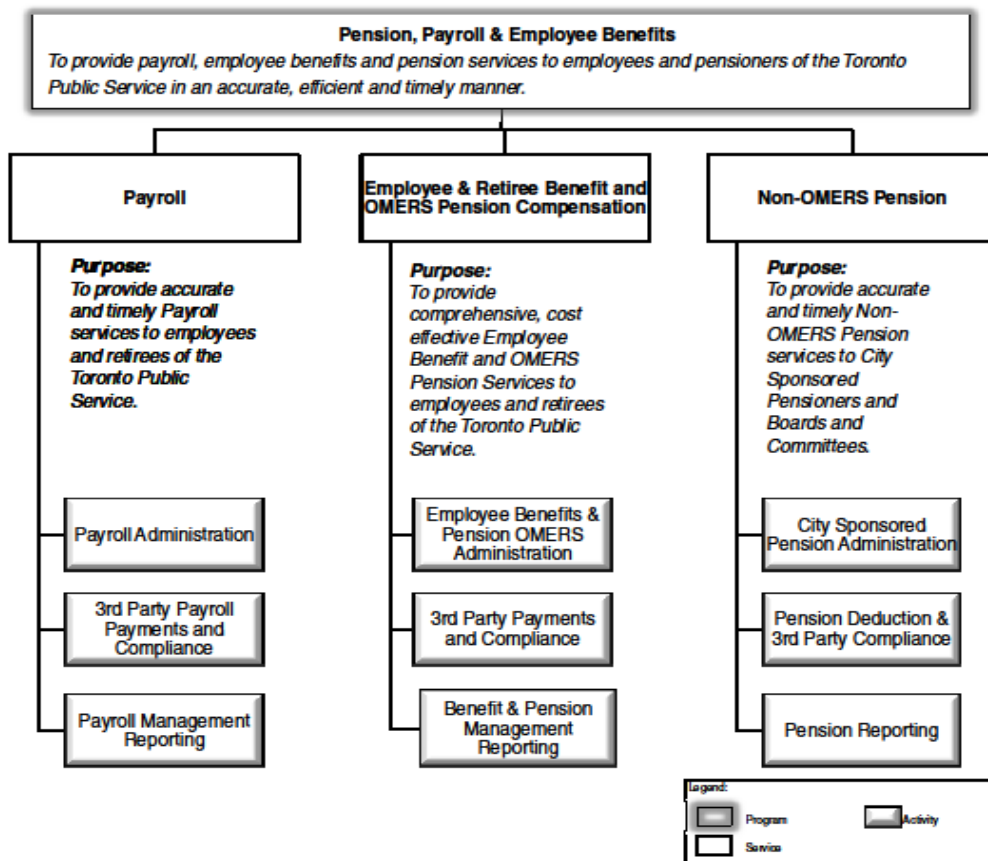 Pension, Payroll & Employee Benefits
To provide payroll, employee benefits and pension services to employees and pensioners of the Toronto
Public Service in an accurate, efficient and timely manner.
Payroll
Employee & Retiree Benefit and
OMERS Pension Compensation
Non-OMERS Pension
Purpose:
To provide accurate
and timely Payroll
services to employees
and retirees of the
Toronto Public
Service.
Purpose:
To provide
comprehensive, cost
effective Employee
Benefit and OMERS
Pension Services to
employees and retirees
of the Toronto Public
Service.
Purpose:
To provide accurate
and timely Non-
OMERS Pension
services to City
Sponsored
Pensioners and
Boards and
Committees.
Payroll Administration
Employee Benefits &
Pension OMERS
Administration
City Sponsored
Pension Administration
3rd Party Payroll
Payments and
Compliance
3rd Party Payments
and Compliance
Pension Deduction &
3rd Party Compliance
Payroll Management
Reporting
Benefit & Pension
Management
Reporting
Pension Reporting
Legend:
Program
Activity
Service